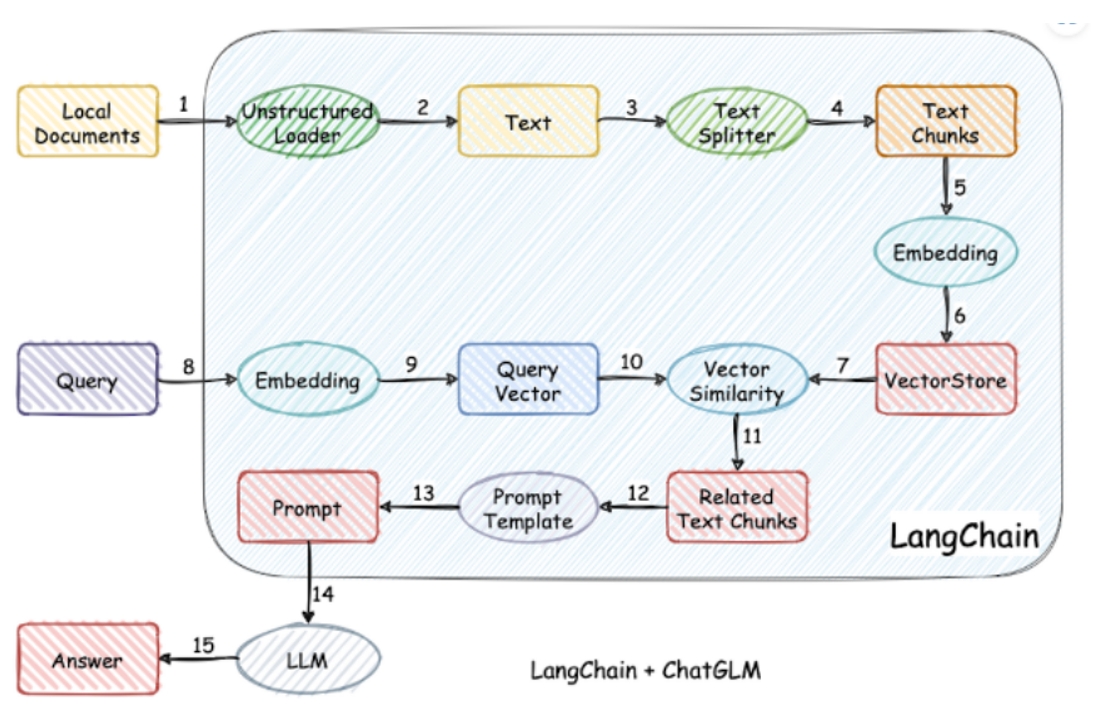 1
2
3
4
Local
Documents
Unstructured
Loader
Text
Text
Splitter
Text
Chunks
5
Embedding
6
Query
8
Embedding
9
Query
Vector
10
Vector
Similarity
7
VectorStore
11
Prompt
13
Prompt
Template
12
Related
Text Chunks
LangChain
14
Answer
15
LLM
LangChain + ChatGLM